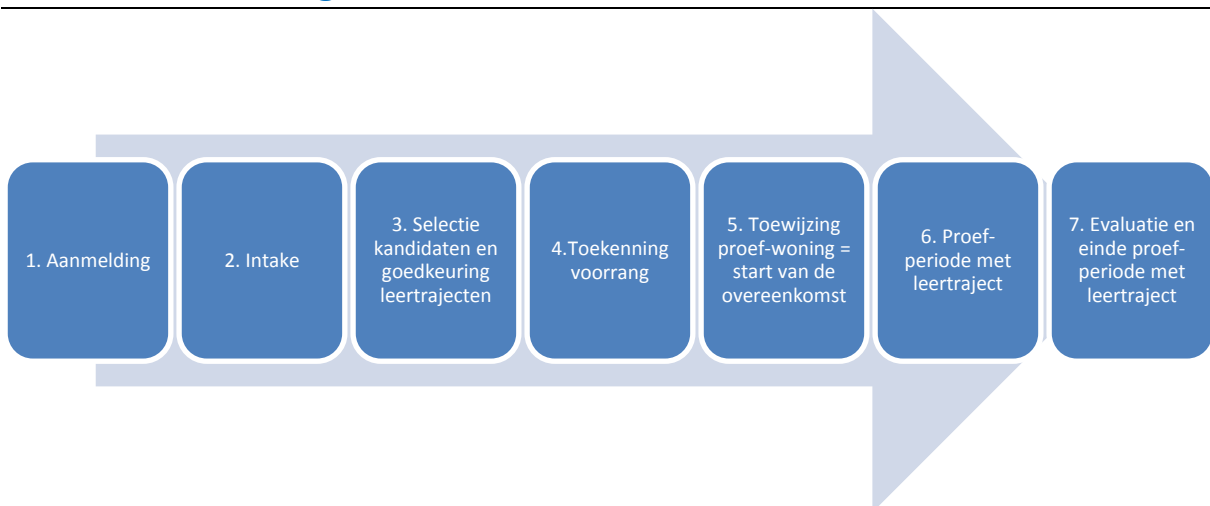 1. Aanmelding
2. Intake
3. Selectie
kandidaten en
goedkeuring
leertrajecten
4.Toekenning
voorrang
5. Toewijzing
proef-woning =
start van de
overeenkomst
6. Proef-
periode met
leertraject
7. Evaluatie en
einde proef-
periode met
leertraject